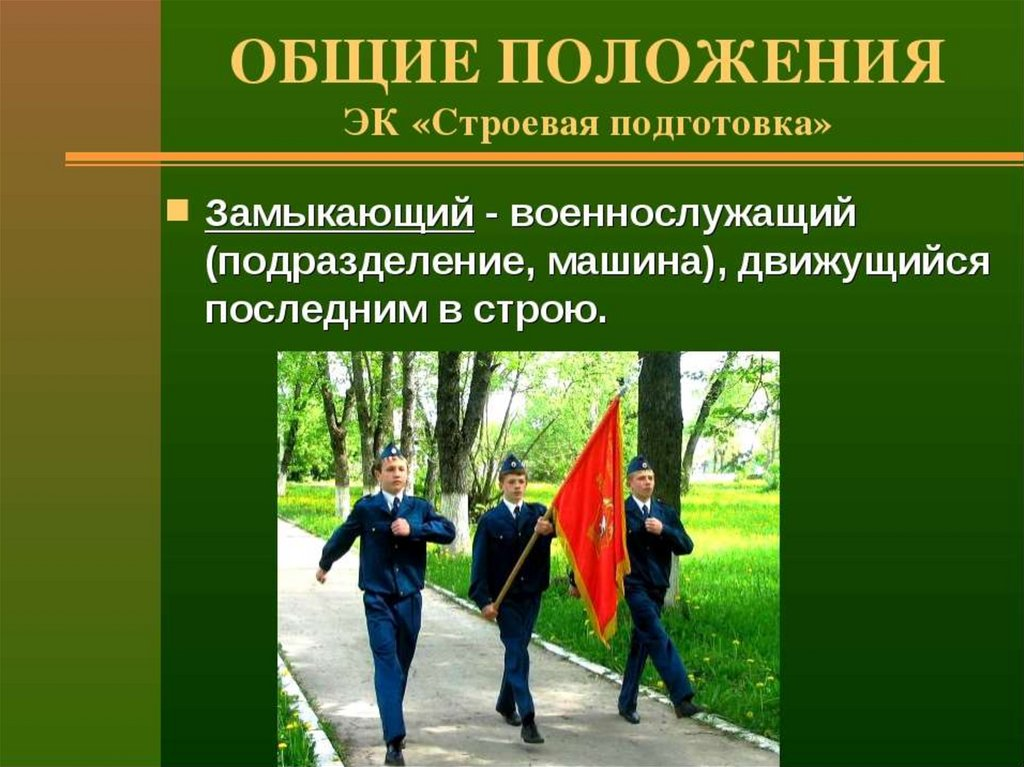 ОБЩИЕ ПОЛОЖЕНИЯ
ЭК «Строевая подготовка»
Замыкающий - военнослужащий
(подразделение, машина), движущийся
последним в строю.